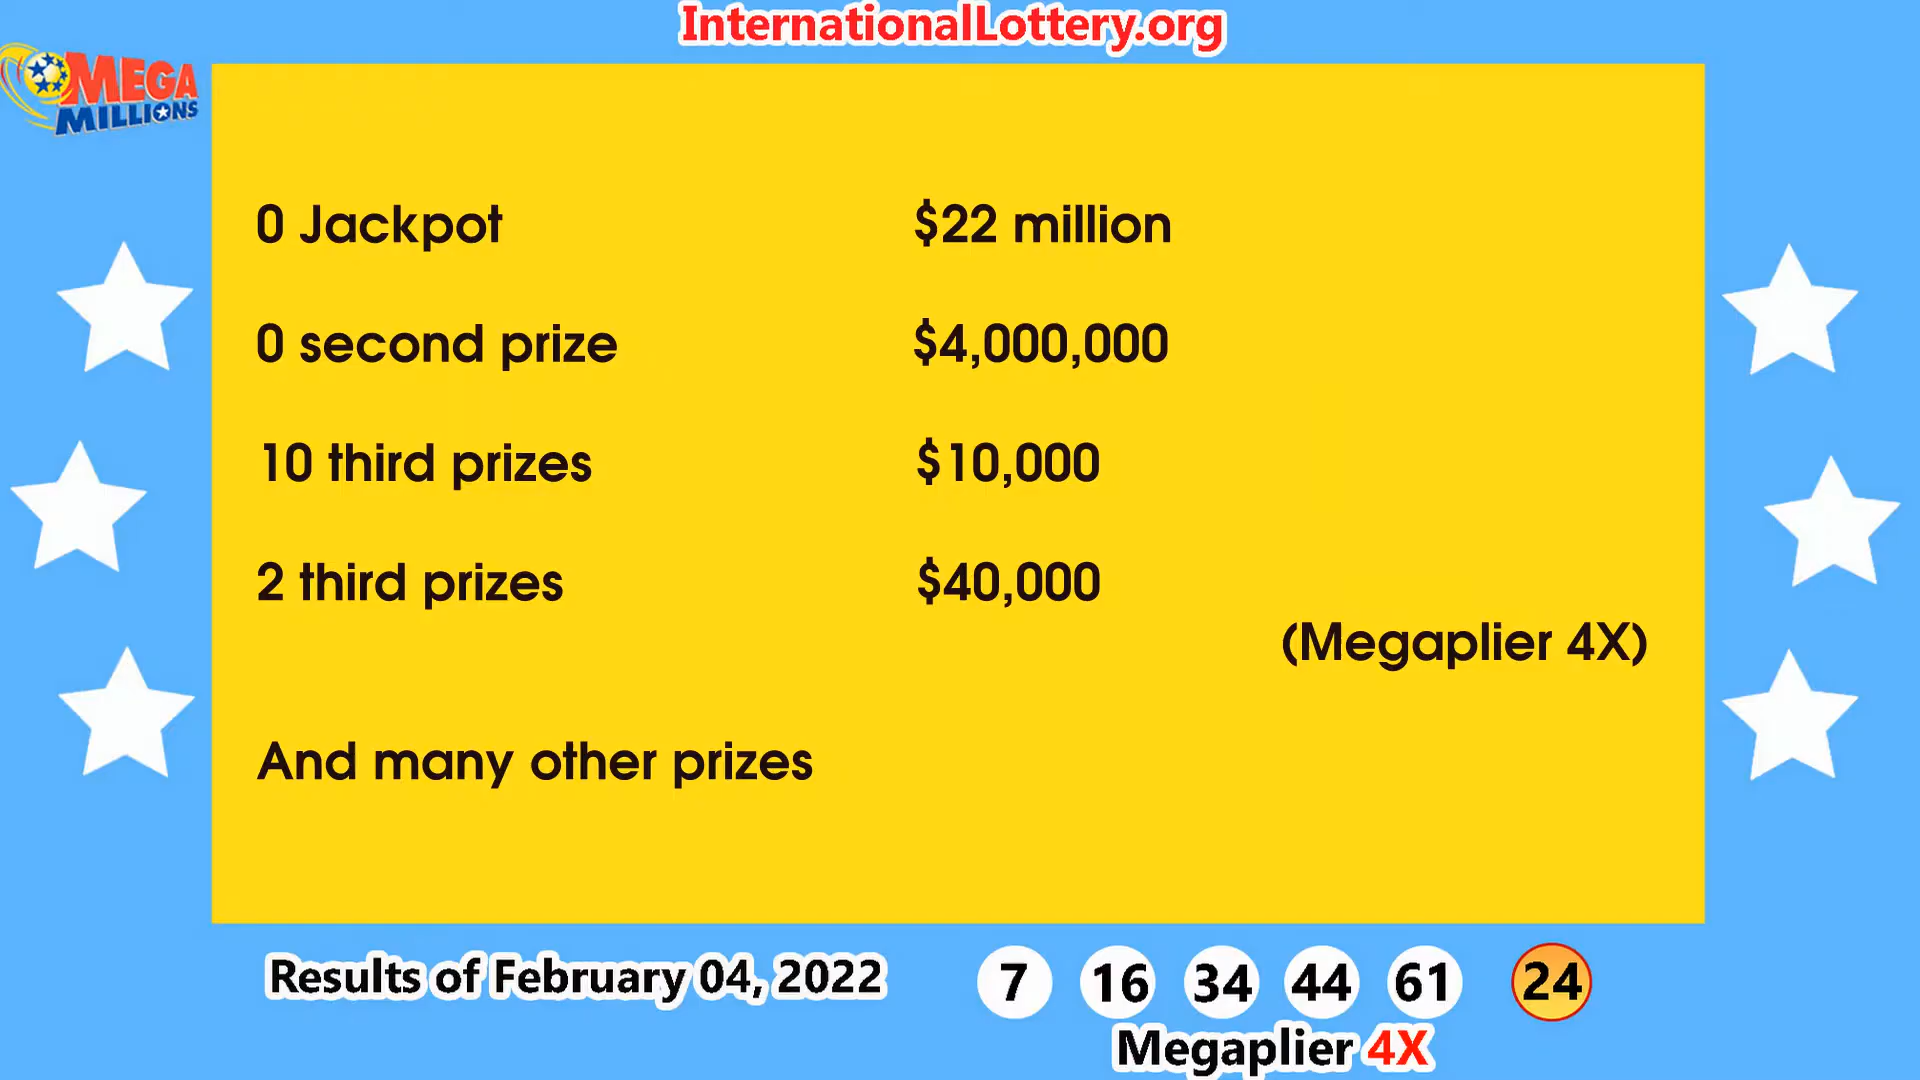 InternationalLottery.org
MEGA
MILLIONS
0 Jackpot $22 million
0 second prize $4,000,000
10 third prizes $10,000
2 third prizes $40,000
(Megaplier 4X)
And many other prizes
Results of February 04, 2022 7 16 34 44 61 24
Megaplier 4X